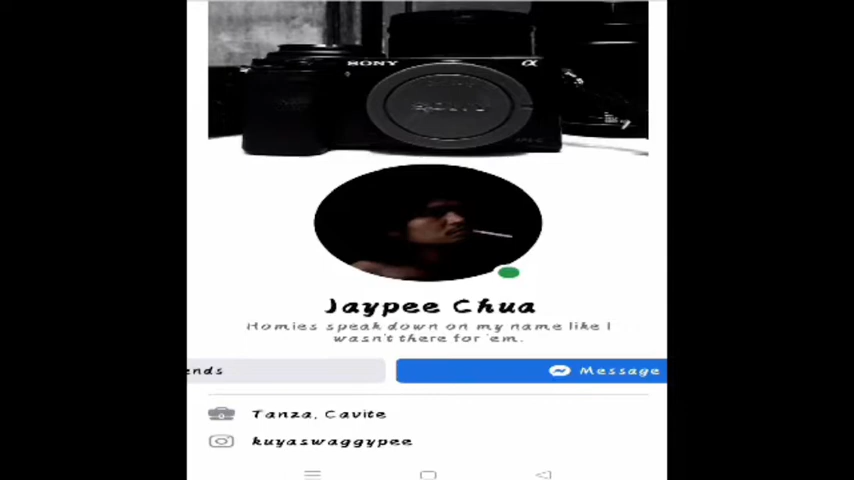 SONY α
Jaypee Chua
Homies speak down on my name like I
wasn't there for 'em.
ends
Message
Tanza, Cavite
kuyaswaggypee